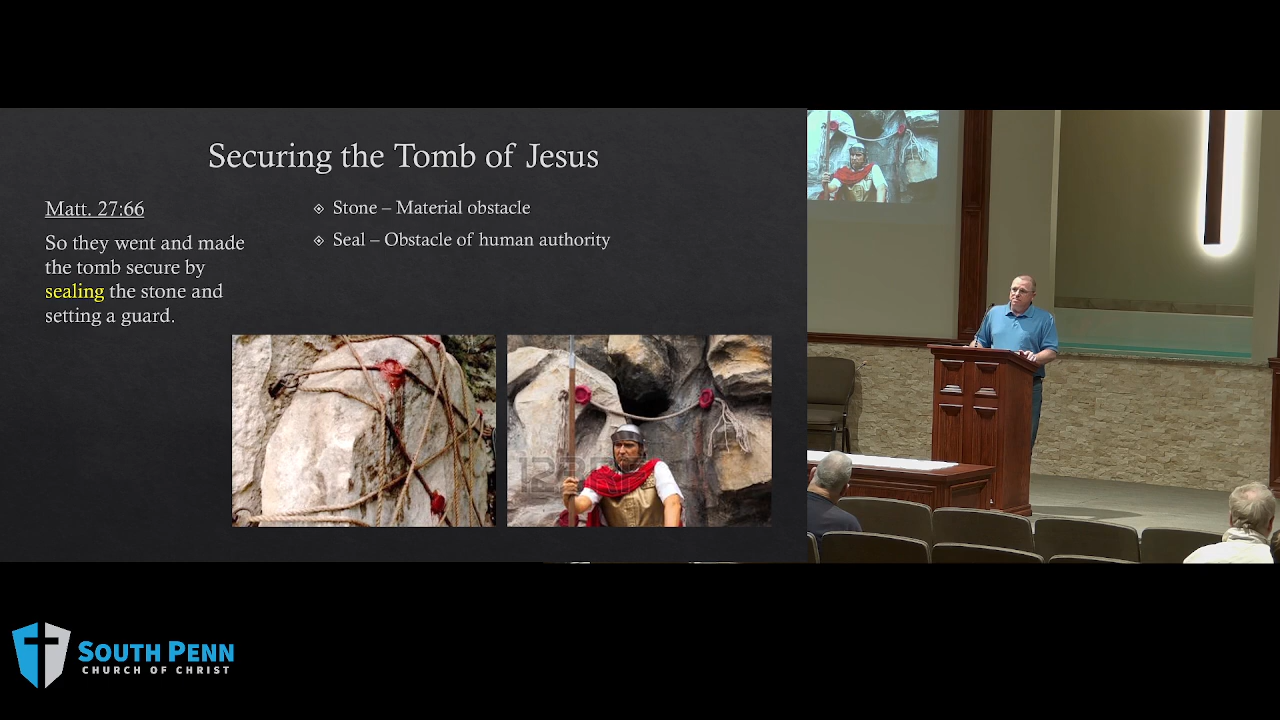 Securing the Tomb of Jesus
Matt. 27:66
So they went and made
the tomb secure by
sealing the stone and
setting a guard.
Stone – Material obstacle
Seal – Obstacle of human authority
SOUTH PENN
CHURCH OF CHRIST